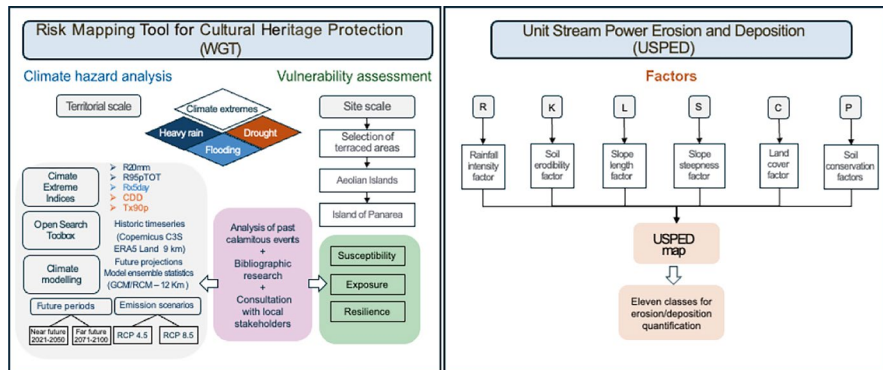 Risk Mapping Tool for Cultural Heritage Protection
(WGT)
Climate hazard analysis
Vulnerability assessment
Territorial scale
Climate extremes
Heavy rain
Drought
Flooding
Site scale
Selection of
terraced areas
Aeolian Islands
Island of Panarea
Climate
Extreme
Indices
R20mm
R95pTOT
Rx5day
CDD
Tx90p
Open Search
Toolbox
Historic timeseries
(Copernicus C3S
ERA5 Land 9 km)
Climate
modelling
Future projections
Model ensemble statistics
(GCM/RCM – 12 Km)
Future periods
Emission scenarios
Near future
2021-2050
Far future
2071-2100
RCP 4.5
RCP 8.5
Analysis of past
calamitous events
+
Bibliographic
research
+
Consultation
with local
stakeholders
Susceptibility
Exposure
Resilience
Unit Stream Power Erosion and Deposition
(USPED)
Factors
R
K
L
S
C
P
Rainfall
intensity
factor
Soil
erodibility
factor
Slope
length
factor
Slope
steepness
factor
Land
cover factor
Soil
conservation
factors
USPED
map
Eleven classes for
erosion/deposition
quantification